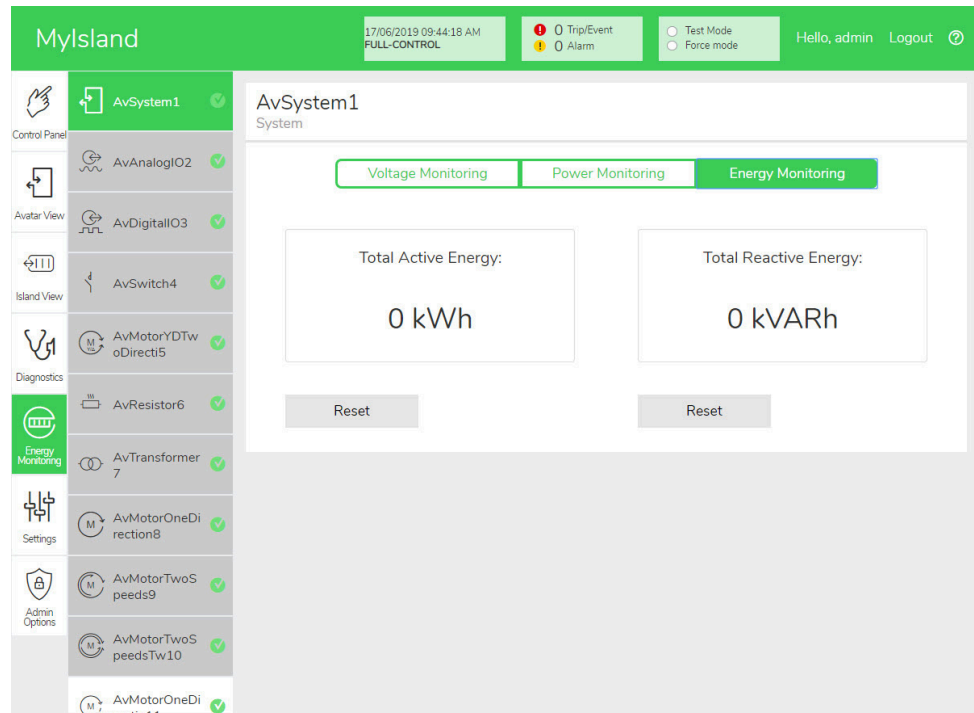 MyIsland
17/06/2019 09:44:18 AM
FULL-CONTROL
0 Trip/Event
0 Alarm
Test Mode
Force mode
Hello, admin
Logout
Control Panel
Avatar View
Island View
Diagnostics
Energy
Monitoring
Settings
Admin
Options
AvSystem1
AvAnalogIO2
AvDigitalIO3
AvSwitch4
AvMotorYDTw
oDirecti5
AvResistor6
AvTransformer
7
AvMotorOneDi
rection8
AvMotorTwoS
peeds9
AvMotorTwoS
peedsTw10
AvMotorOneDi
AvSystem1
System
Voltage Monitoring
Power Monitoring
Energy Monitoring
Total Active Energy:
0 kWh
Reset
Total Reactive Energy:
0 kVARh
Reset